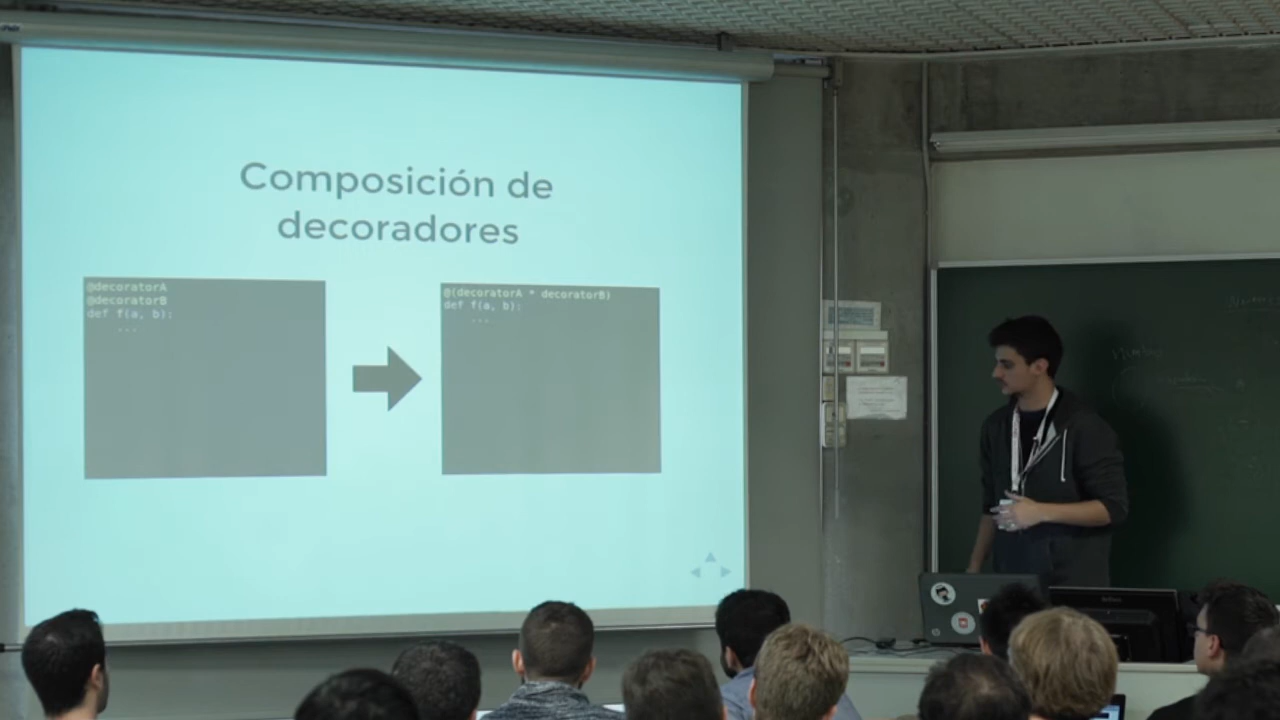 Composición de
decoradores
@decoratorA
@decoratorB
def f(a, b):
...
@(decoratorA * decoratorB)
def f(a, b):
...